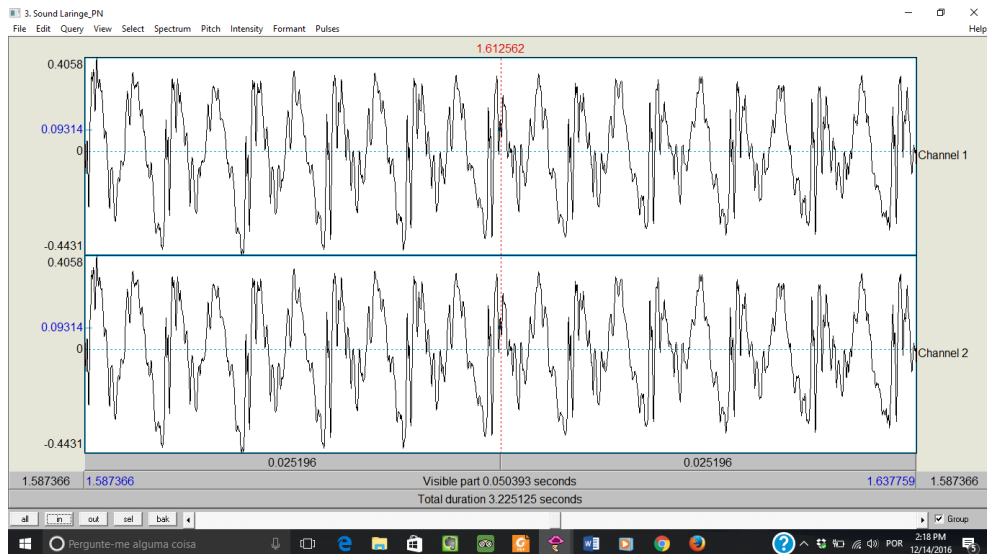 3. Sound Laringe_PN
File Edit Query View Select Spectrum Pitch Intensity Formant Pulses Help
1.612562
0.4058
0.09314
0
Channel 1
-0.4431
0.4058
0.09314
0
Channel 2
-0.4431
0.025196 0.025196
1.587366 1.587366 Visible part 0.050393 seconds 1.637759 1.587366
Total duration 3.225125 seconds
all in out sel bak Group
Pergunte-me alguma coisa POR 2:18 PM
12/14/2016